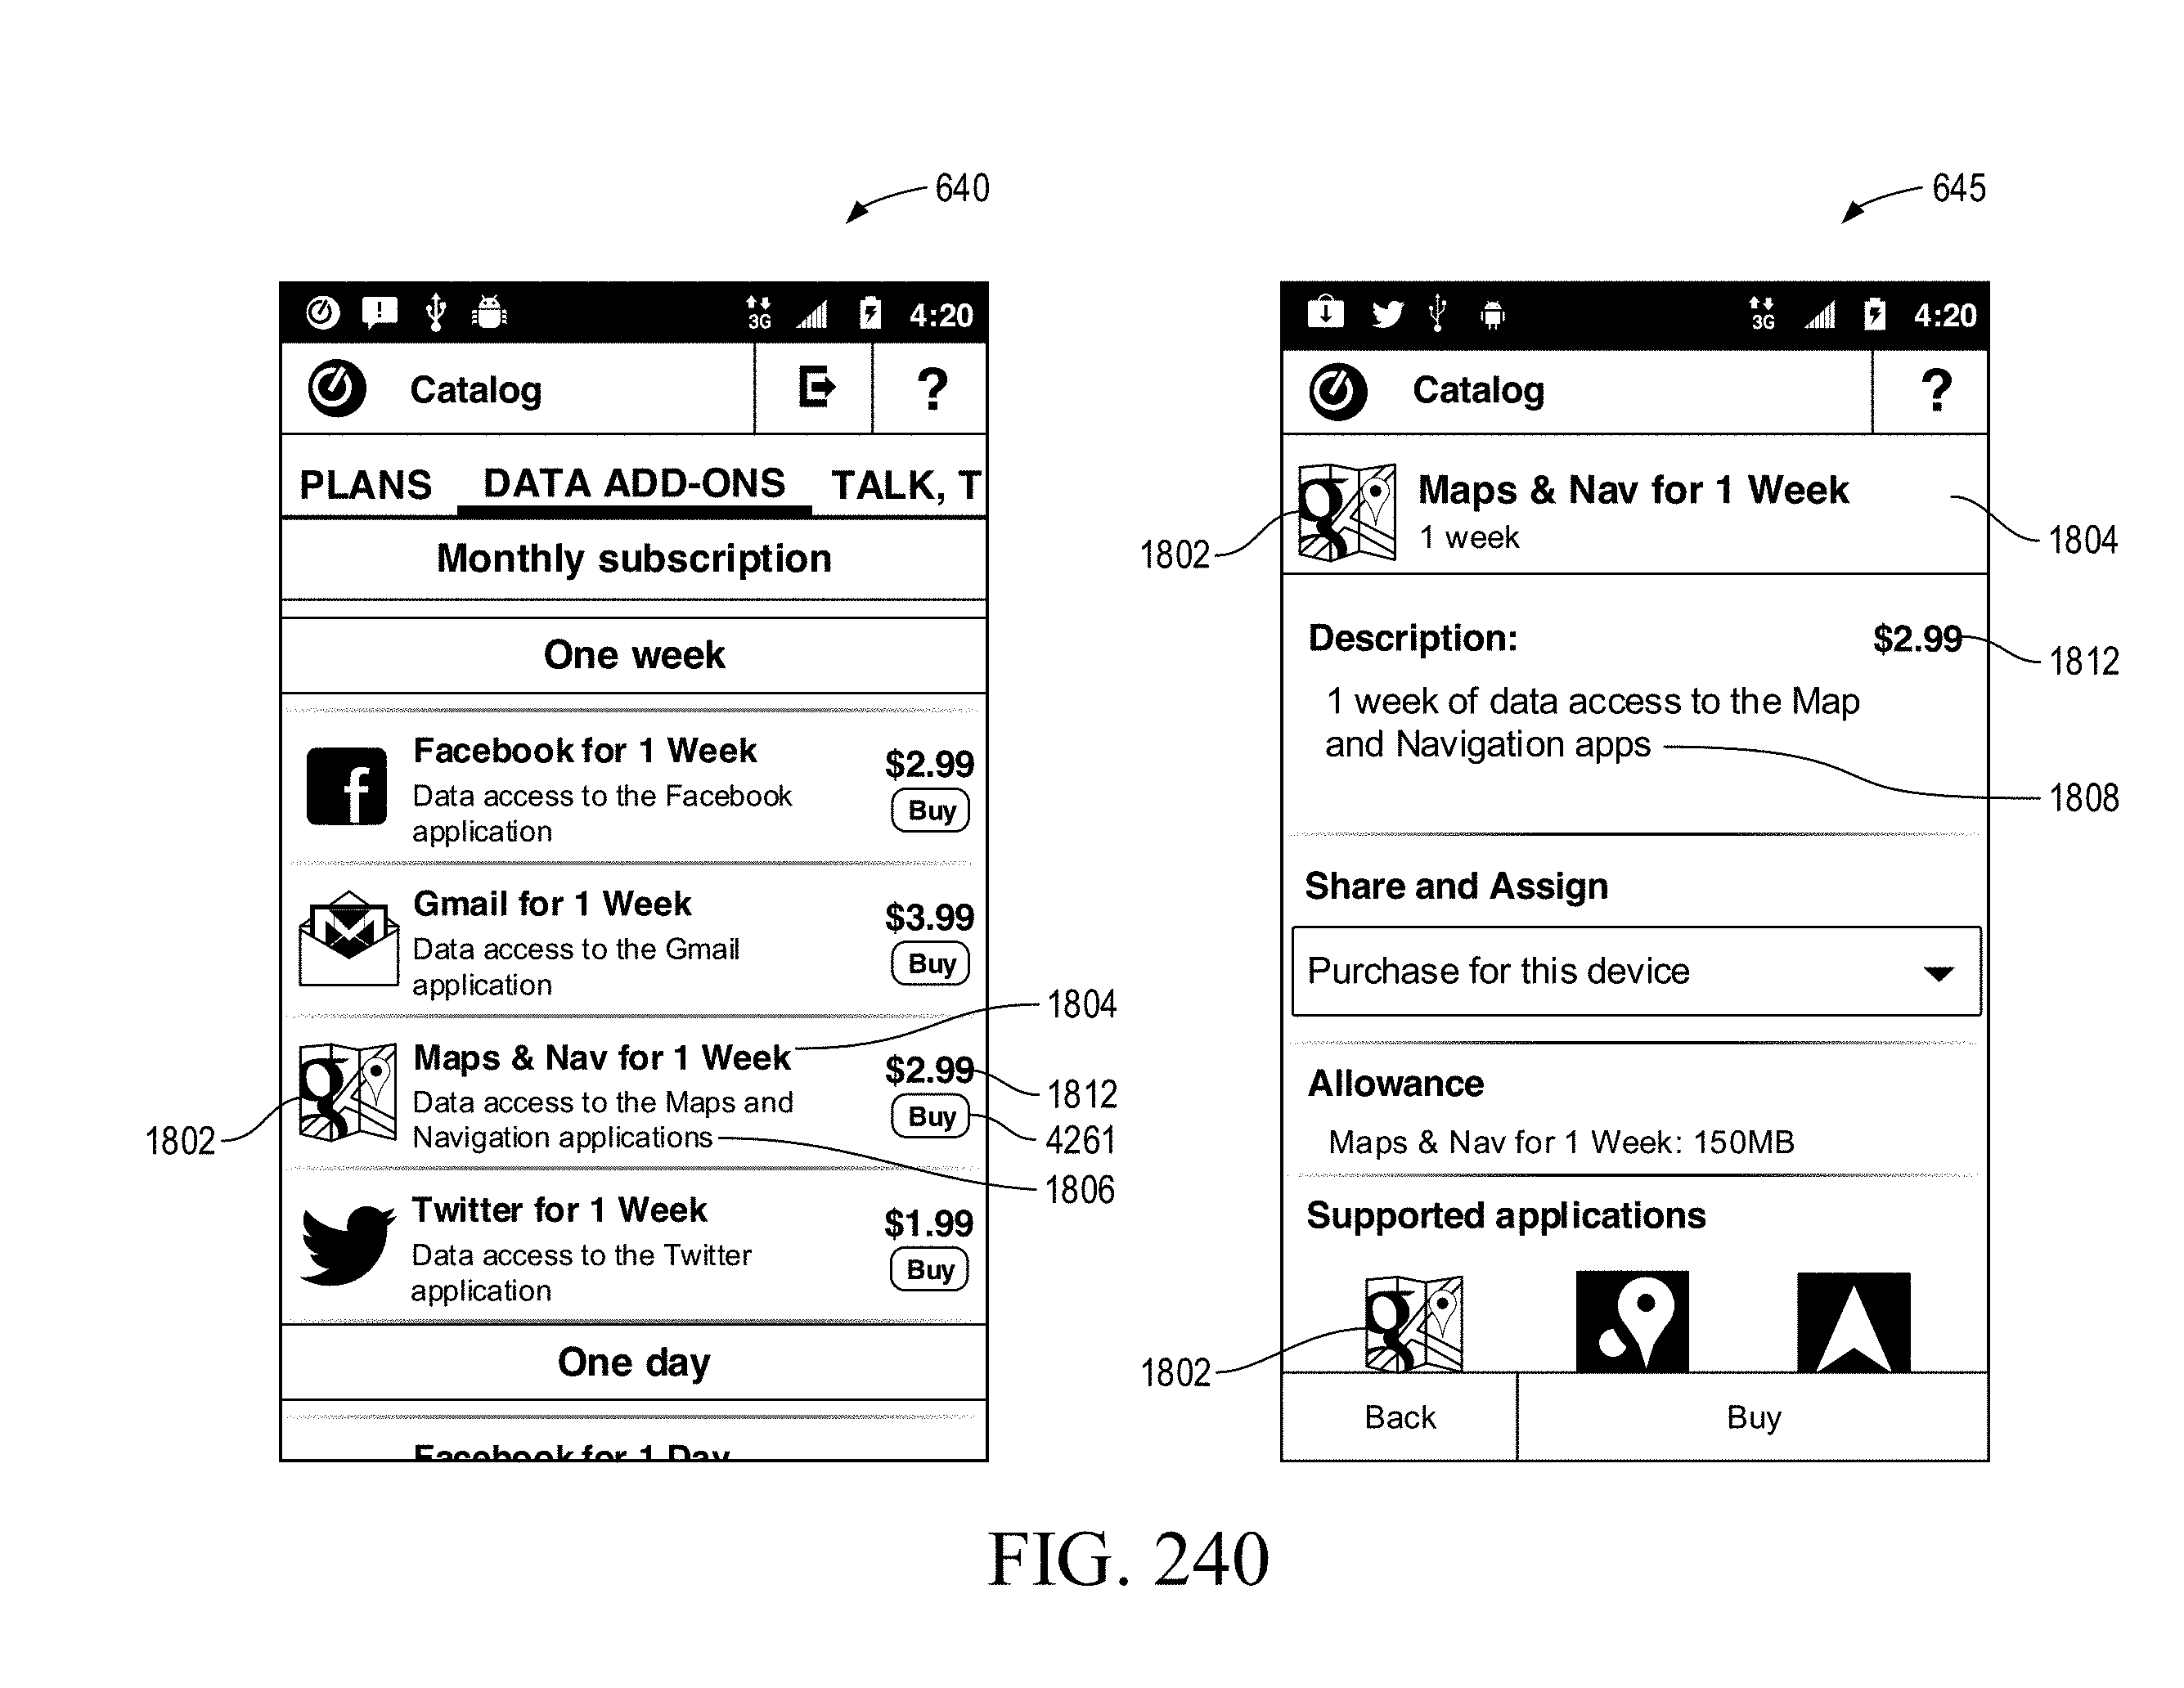 640
645
3G
4:20
Catalog
?
PLANS DATA ADD-ONS TALK, T
Monthly subscription
One week
f
Facebook for 1 Week
Data access to the Facebook
application
$2.99
Buy
Gmail for 1 Week
Data access to the Gmail
application
$3.99
Buy
1804
Maps & Nav for 1 Week
Data access to the Maps and
Navigation applications
$2.99
Buy
1812
4261
1802
1806
Twitter for 1 Week
Data access to the Twitter
application
$1.99
Buy
One day
Facebook for 1 Day
3G
4:20
Catalog
?
Maps & Nav for 1 Week
1 week
1802
1804
Description:
$2.99
1812
1 week of data access to the Map
and Navigation apps
1808
Share and Assign
Purchase for this device
Allowance
Maps & Nav for 1 Week: 150MB
Supported applications
1802
Back
Buy
FIG. 240